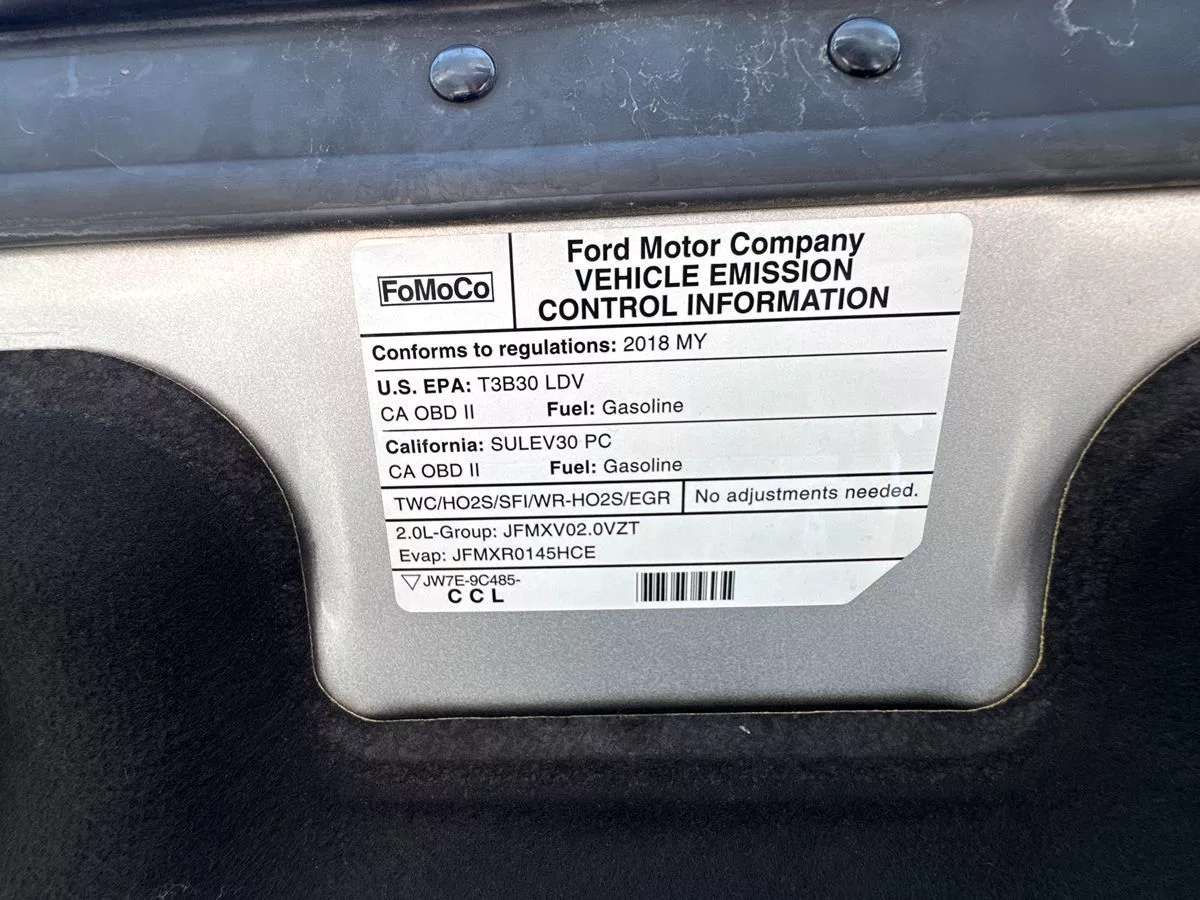 FoMoCo
Ford Motor Company
VEHICLE EMISSION
CONTROL INFORMATION
Conforms to regulations: 2018 MY
U.S. EPA: T3B30 LDV
CA OBD II Fuel: Gasoline
California: SULEV30 PC
CA OBD II Fuel: Gasoline
TWC/HO2S/SFI/WR-HO2S/EGR No adjustments needed.
2.0L-Group: JFMXV02.0VZT
Evap: JFMXR0145HCE
JW7E-9C485-
C C L